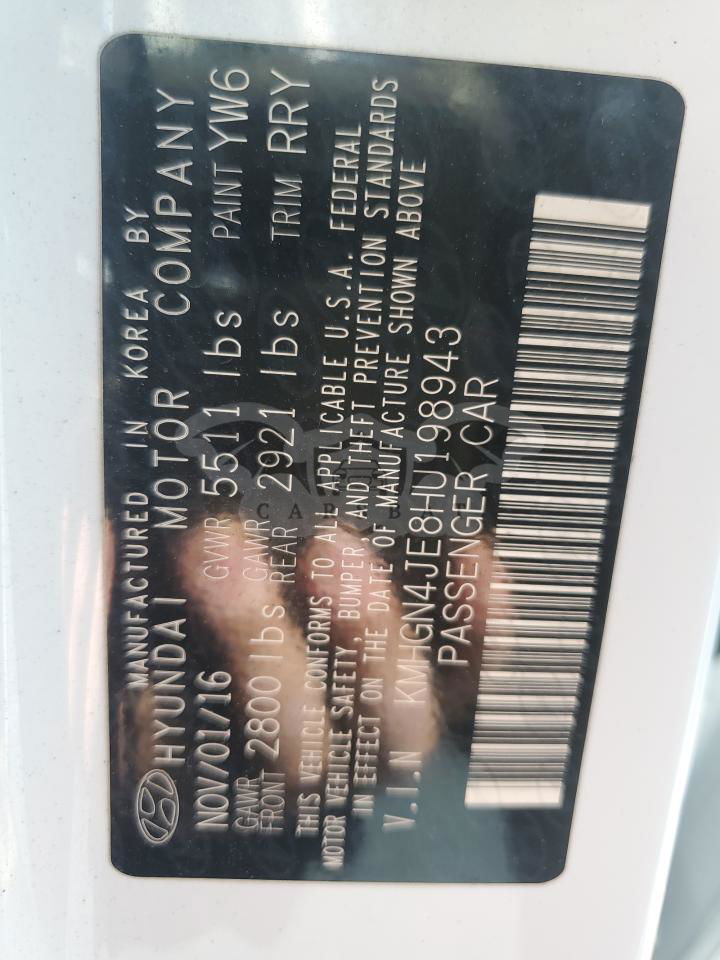 MANUFACTURED IN KOREA BY
HYUNDAI MOTOR COMPANY
NOV/01/16 GVWR 5511 lbs PAINT YW6
GAWR FRONT 2800 lbs GAWR REAR 2921 lbs TRIM RRY
THIS VEHICLE CONFORMS TO ALL APPLICABLE U.S.A. FEDERAL
MOTOR VEHICLE SAFETY, BUMPER, AND THEFT PREVENTION STANDARDS
IN EFFECT ON THE DATE OF MANUFACTURE SHOWN ABOVE
V.I.N KMHGN4JE8HU198943
PASSENGER CAR